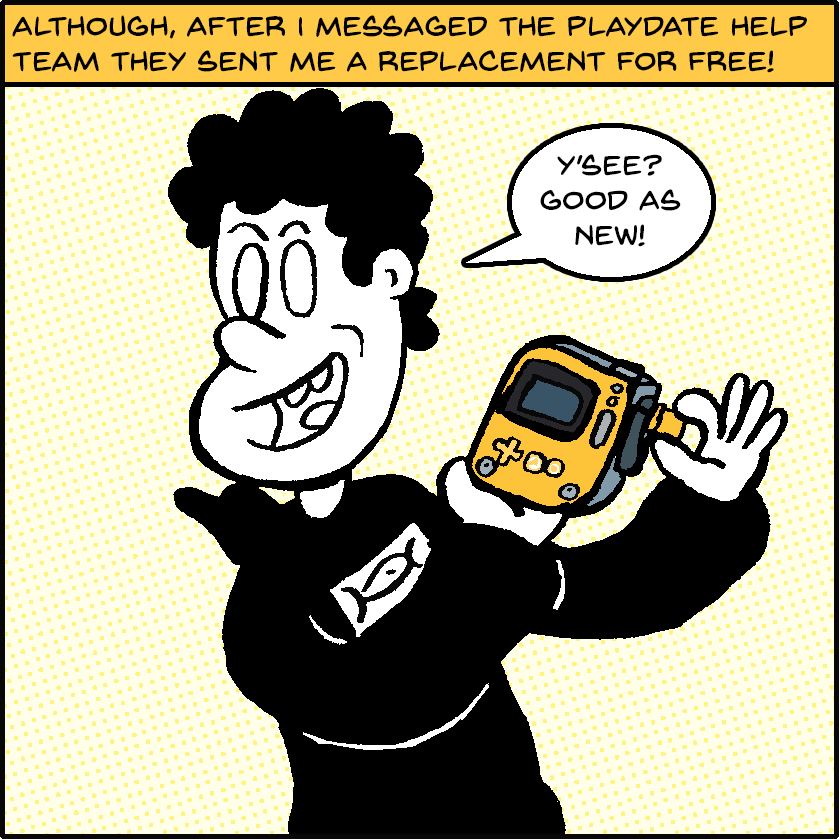 ALTHOUGH, AFTER I MESSAGED THE PLAYDATE HELP
TEAM THEY SENT ME A REPLACEMENT FOR FREE!
Y'SEE?
GOOD AS
NEW!